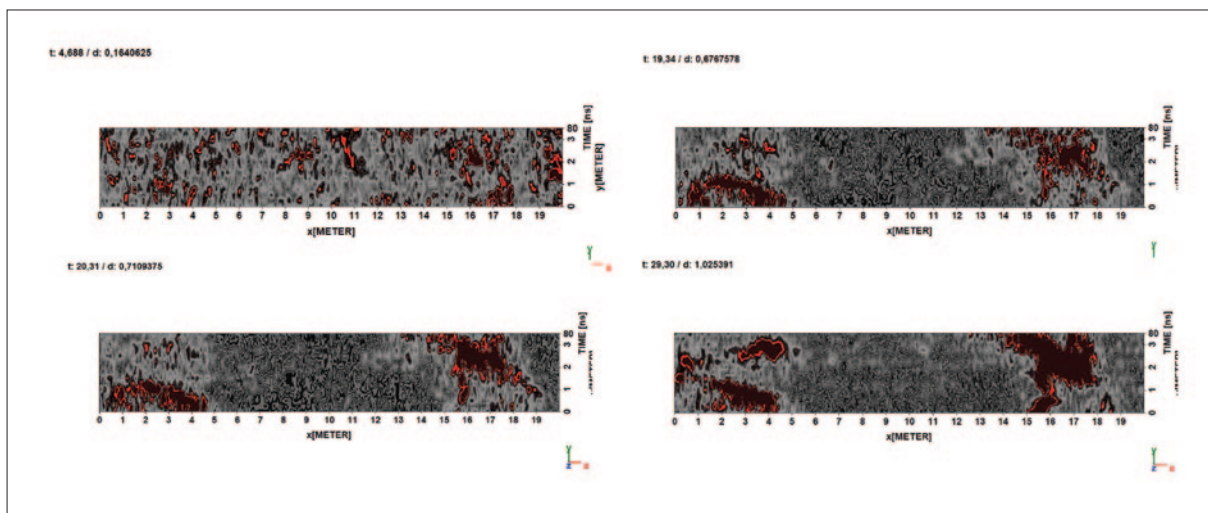 t: 4,688 / d: 0,1640625
TIME [ns]
80
y[METER]
0 1 2 3
0 1 2 3 4 5 6 7 8 9 10 11 12 13 14 15 16 17 18 19
x[METER]
Y
t: 19,34 / d: 0,6767578
TIME [ns]
80
0 1 2 3
0 1 2 3 4 5 6 7 8 9 10 11 12 13 14 15 16 17 18 19
x[METER]
Y
t: 20,31 / d: 0,7109375
TIME [ns]
80
0 1 2 3
0 1 2 3 4 5 6 7 8 9 10 11 12 13 14 15 16 17 18 19
x[METER]
Y
Z
t: 29,30 / d: 1,025391
TIME [ns]
80
0 1 2 3
0 1 2 3 4 5 6 7 8 9 10 11 12 13 14 15 16 17 18 19
x[METER]
Y
Z